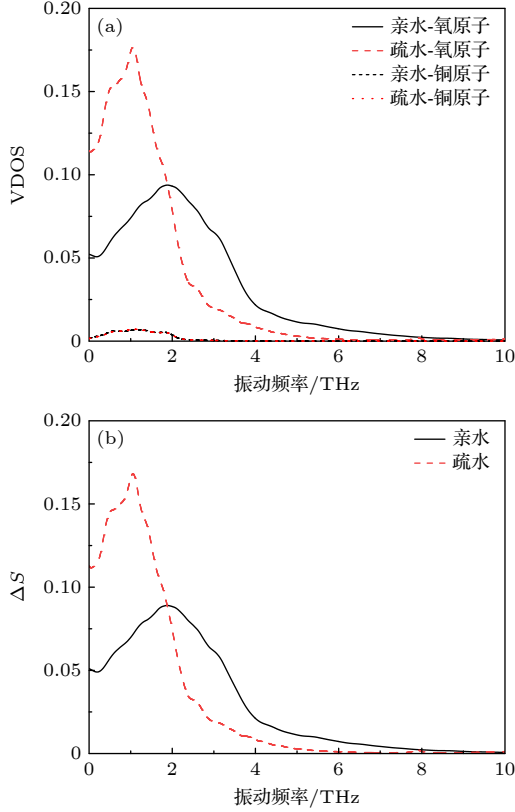 (a)
亲水-氧原子
疏水-氧原子
亲水-铜原子
疏水-铜原子
0.20
0.15
0.10
0.05
0
VDOS
0 2 4 6 8 10
振动频率/THz
(b)
亲水
疏水
0.20
0.15
0.10
0.05
0
ΔS
0 2 4 6 8 10
振动频率/THz